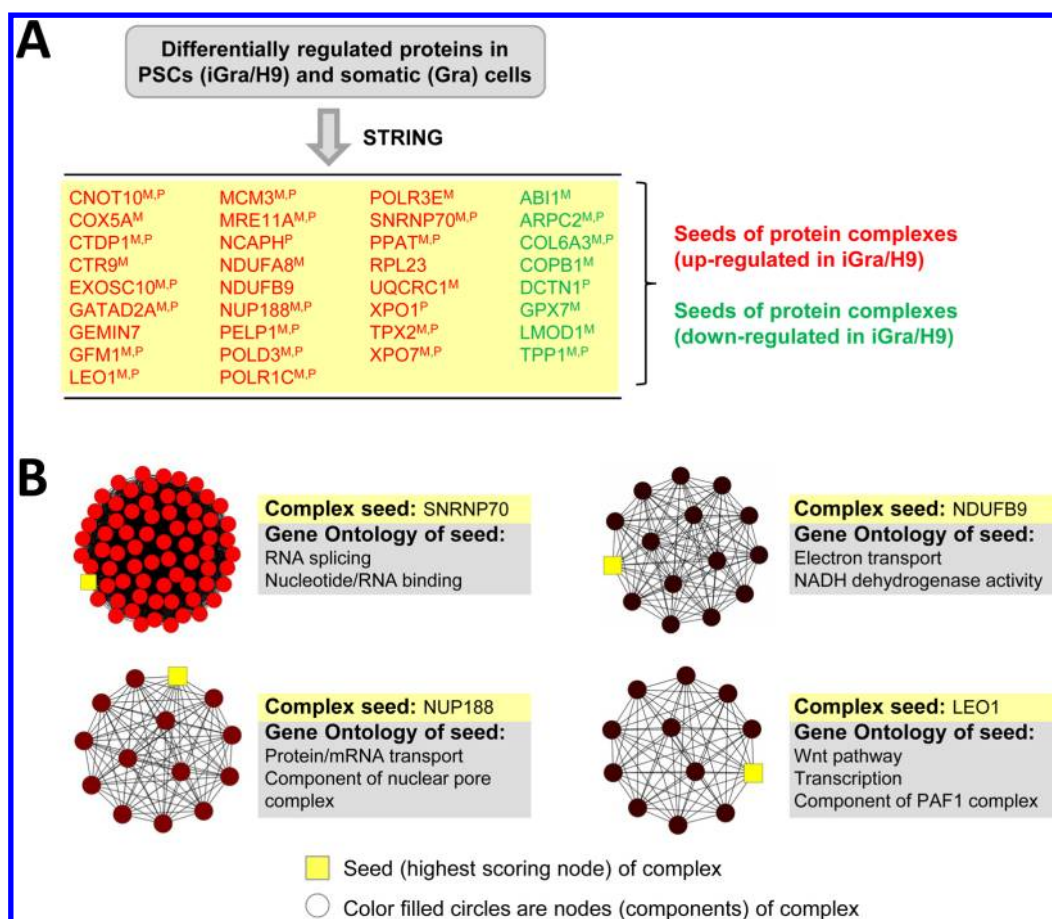 A
Differentially regulated proteins in
PSCs (iGra/H9) and somatic (Gra) cells
STRING
CNOT10M,P MCM3M,P POLR3EM ABI1M
COX5AM MRE11AM,P SNRNP70M,P ARPC2M,P
CTDP1M,P NCAPHP PPATM,P COL6A3M,P
CTR9M NDUFA8M RPL23 COPB1M
EXOSC10M,P NDUFB9 UQCRC1M DCTN1P
GATAD2AM,P NUP188M,P XPO1P GPX7M
GEMIN7 PELP1M,P TPX2M,P LMOD1M
GFM1M,P POLD3M,P XPO7M,P TPP1M,P
LEO1M,P POLR1CM,P
Seeds of protein complexes
(up-regulated in iGra/H9)
Seeds of protein complexes
(down-regulated in iGra/H9)
B
Complex seed: SNRNP70
Gene Ontology of seed:
RNA splicing
Nucleotide/RNA binding
Complex seed: NDUFB9
Gene Ontology of seed:
Electron transport
NADH dehydrogenase activity
Complex seed: NUP188
Gene Ontology of seed:
Protein/mRNA transport
Component of nuclear pore
complex
Complex seed: LEO1
Gene Ontology of seed:
Wnt pathway
Transcription
Component of PAF1 complex
Seed (highest scoring node) of complex
Color filled circles are nodes (components) of complex